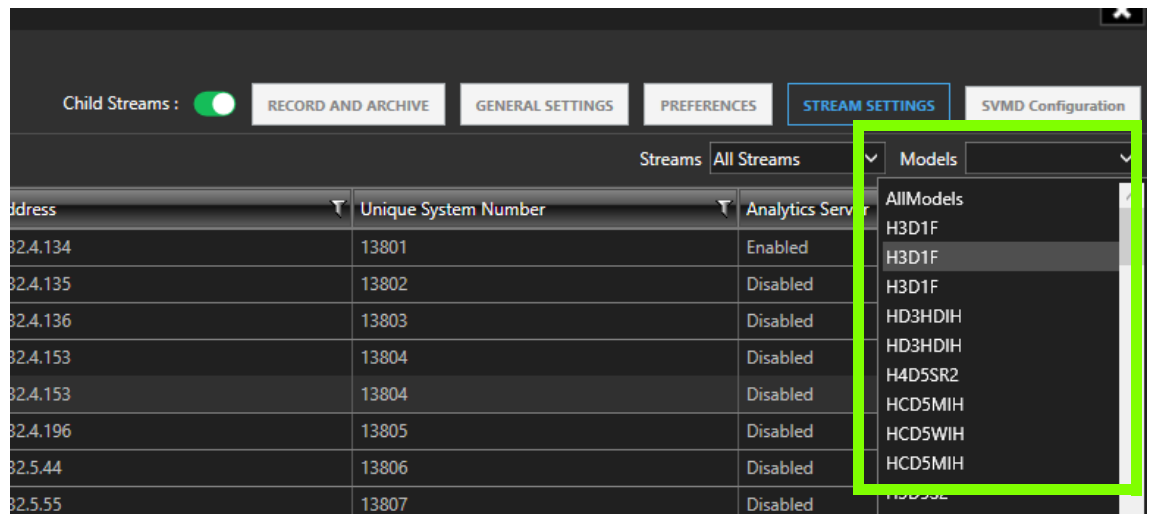 Child Streams :
RECORD AND ARCHIVE
GENERAL SETTINGS
PREFERENCES
STREAM SETTINGS
SVMD Configuration
Streams All Streams
Models
ddress
Unique System Number
Analytics Server
32.4.134 13801 Enabled
32.4.135 13802 Disabled
32.4.136 13803 Disabled
32.4.153 13804 Disabled
32.4.153 13804 Disabled
32.4.196 13805 Disabled
32.5.44 13806 Disabled
32.5.55 13807 Disabled
AllModels
H3D1F
H3D1F
H3D1F
HD3HDIH
HD3HDIH
H4D5SR2
HCD5MIH
HCD5WIH
HCD5MIH